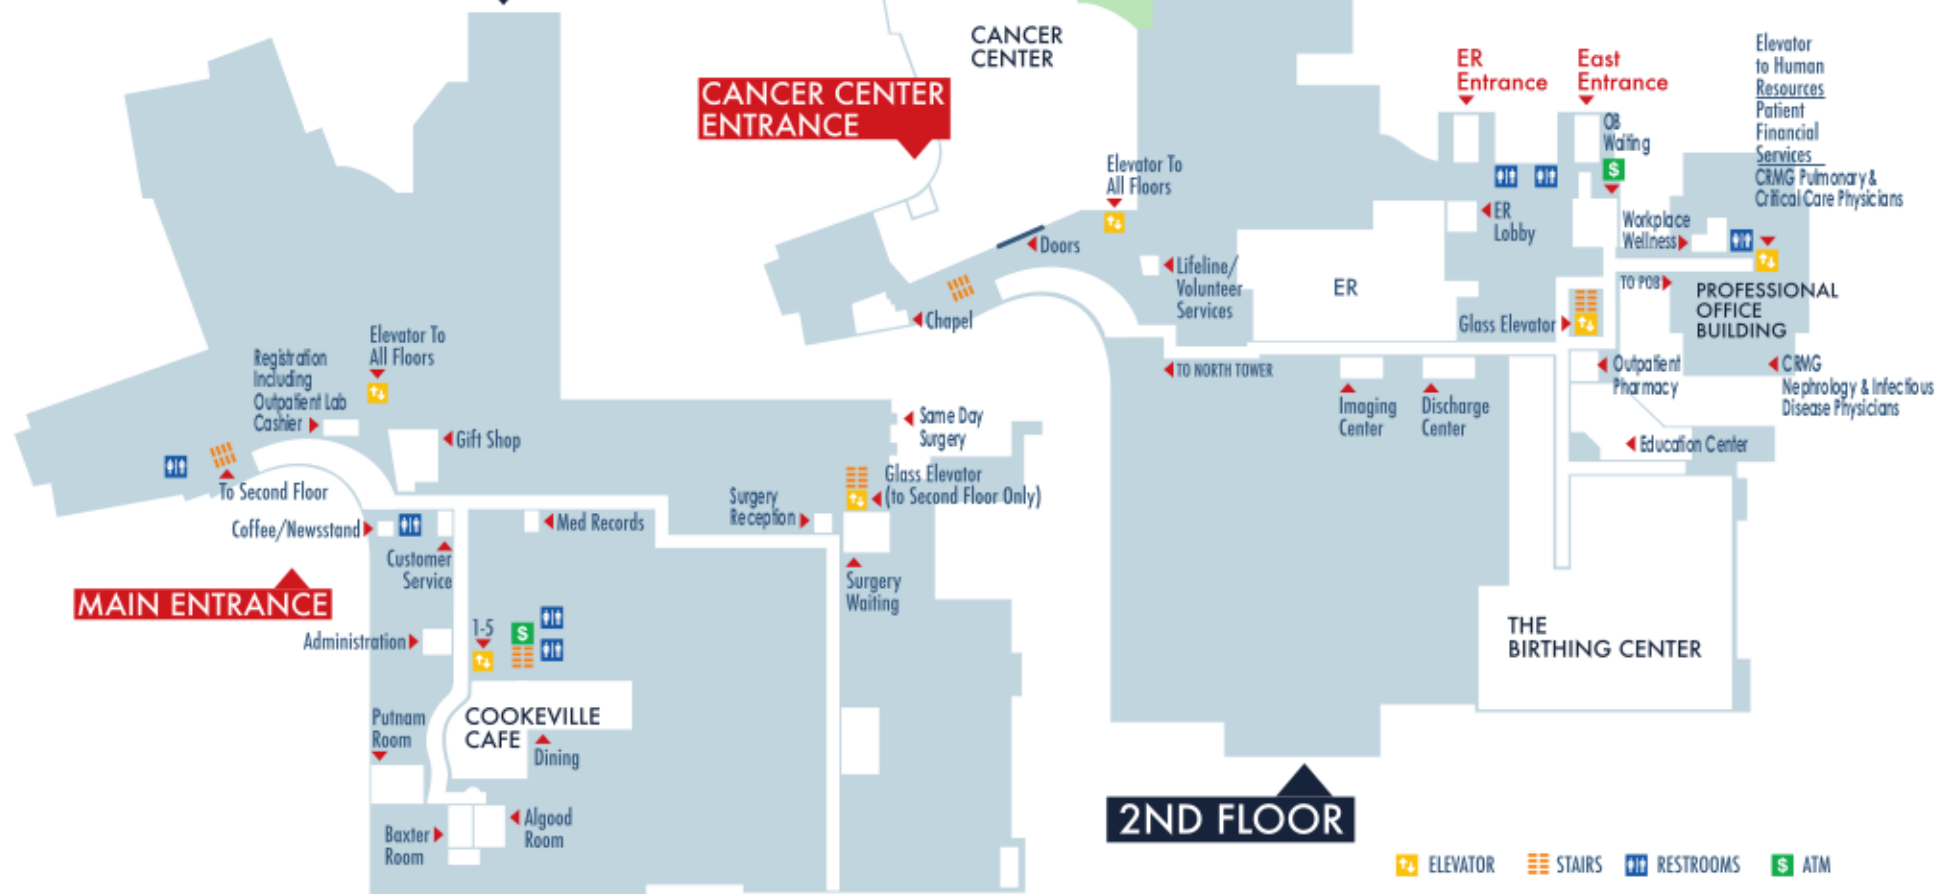 CANCER
CENTER
CANCER CENTER
ENTRANCE
ER
Entrance
East
Entrance
Elevator
to Human
Resources
Patient
Financial
Services
CRMG Pulmonary &
Critical Care Physicians
OB
Waiting
$
Elevator To
All Floors
Doors
ER
Lobby
Workplace
Wellness
Lifeline/
Volunteer
Services
ER
TO POB
PROFESSIONAL
OFFICE
BUILDING
Chapel
Glass Elevator
Elevator To
All Floors
Registration
Including
Outpatient Lab
Cashier
TO NORTH TOWER
Outpatient
Pharmacy
CRMG
Nephrology & Infectious
Disease Physicians
Imaging
Center
Discharge
Center
Same Day
Surgery
Gift Shop
Education Center
Glass Elevator
(to Second Floor Only)
To Second Floor
Surgery
Reception
Coffee/Newsstand
Med Records
Customer
Service
Surgery
Waiting
MAIN ENTRANCE
Administration
1-5
$
THE
BIRTHING CENTER
Putnam
Room
COOKEVILLE
CAFE
Dining
2ND FLOOR
Baxter
Room
Algood
Room
ELEVATOR
STAIRS
RESTROOMS
$ ATM